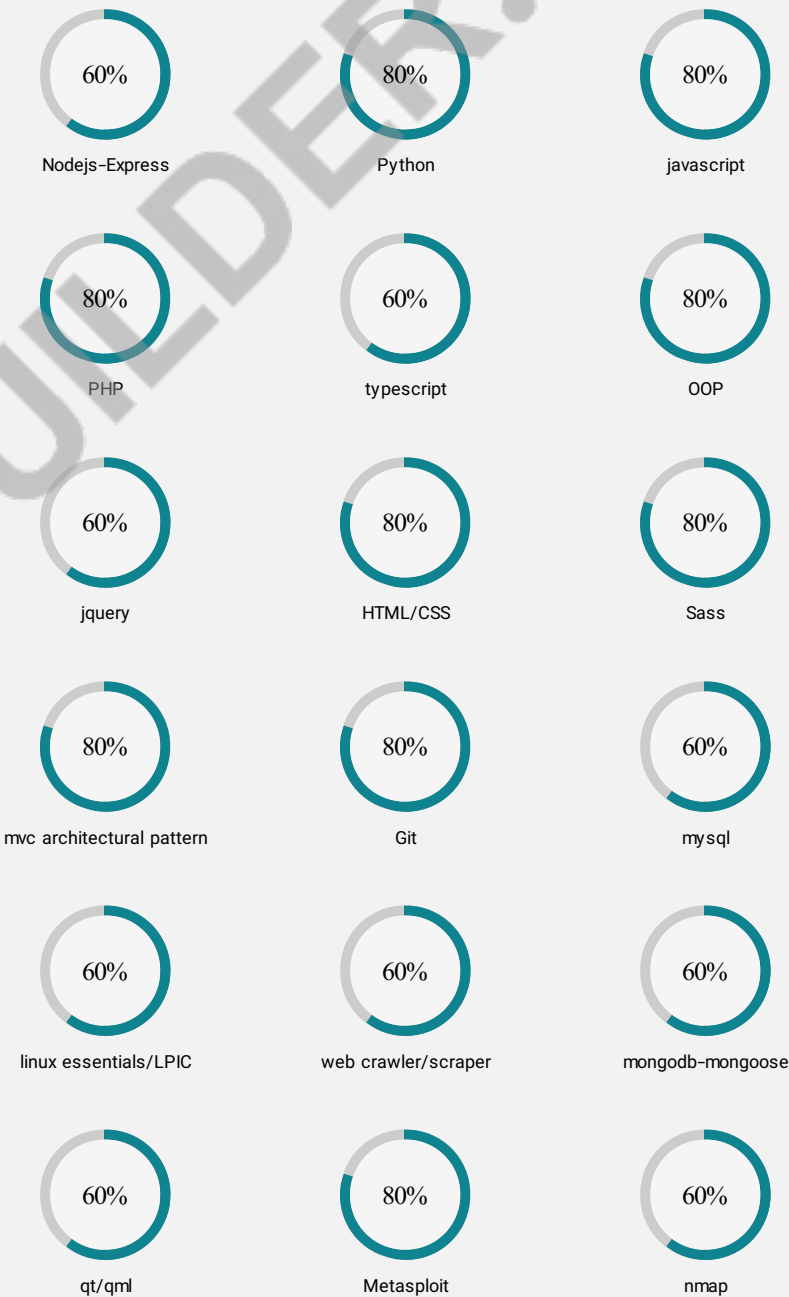 60%
80%
80%
Nodejs-Express
Python
javascript
80%
60%
80%
PHP
typescript
OOP
60%
80%
80%
jquery
HTML/CSS
Sass
80%
80%
60%
mvc architectural pattern
Git
mysql
60%
60%
60%
linux essentials/LPIC
web crawler/scraper
mongodb-mongoose
60%
80%
60%
qt/qml
Metasploit
nmap
UILDER.